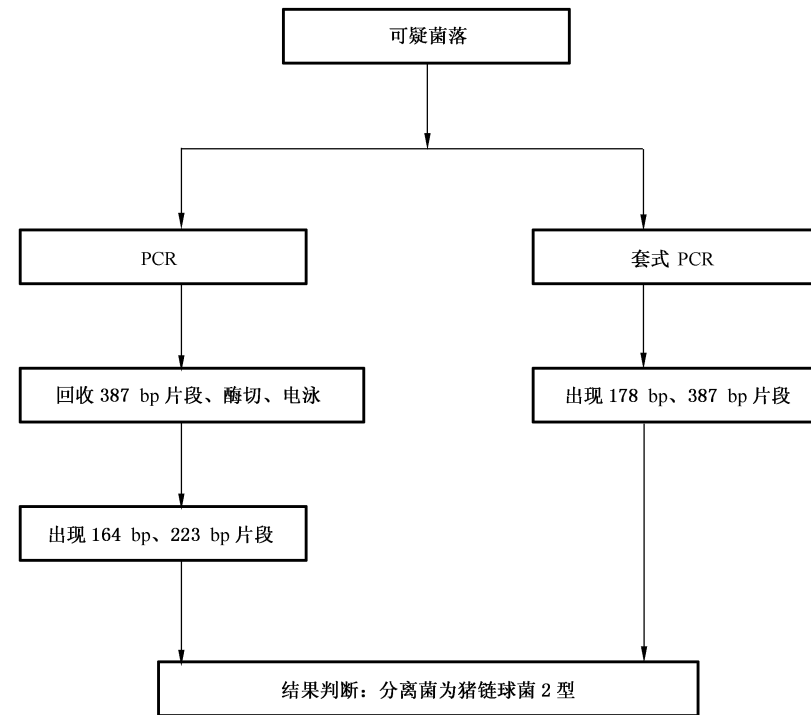 可疑菌落
PCR
套式 PCR
回收 387 bp 片段、酶切、电泳
出现 178 bp、387 bp 片段
出现 164 bp、223 bp 片段
结果判断：分离菌为猪链球菌 2 型